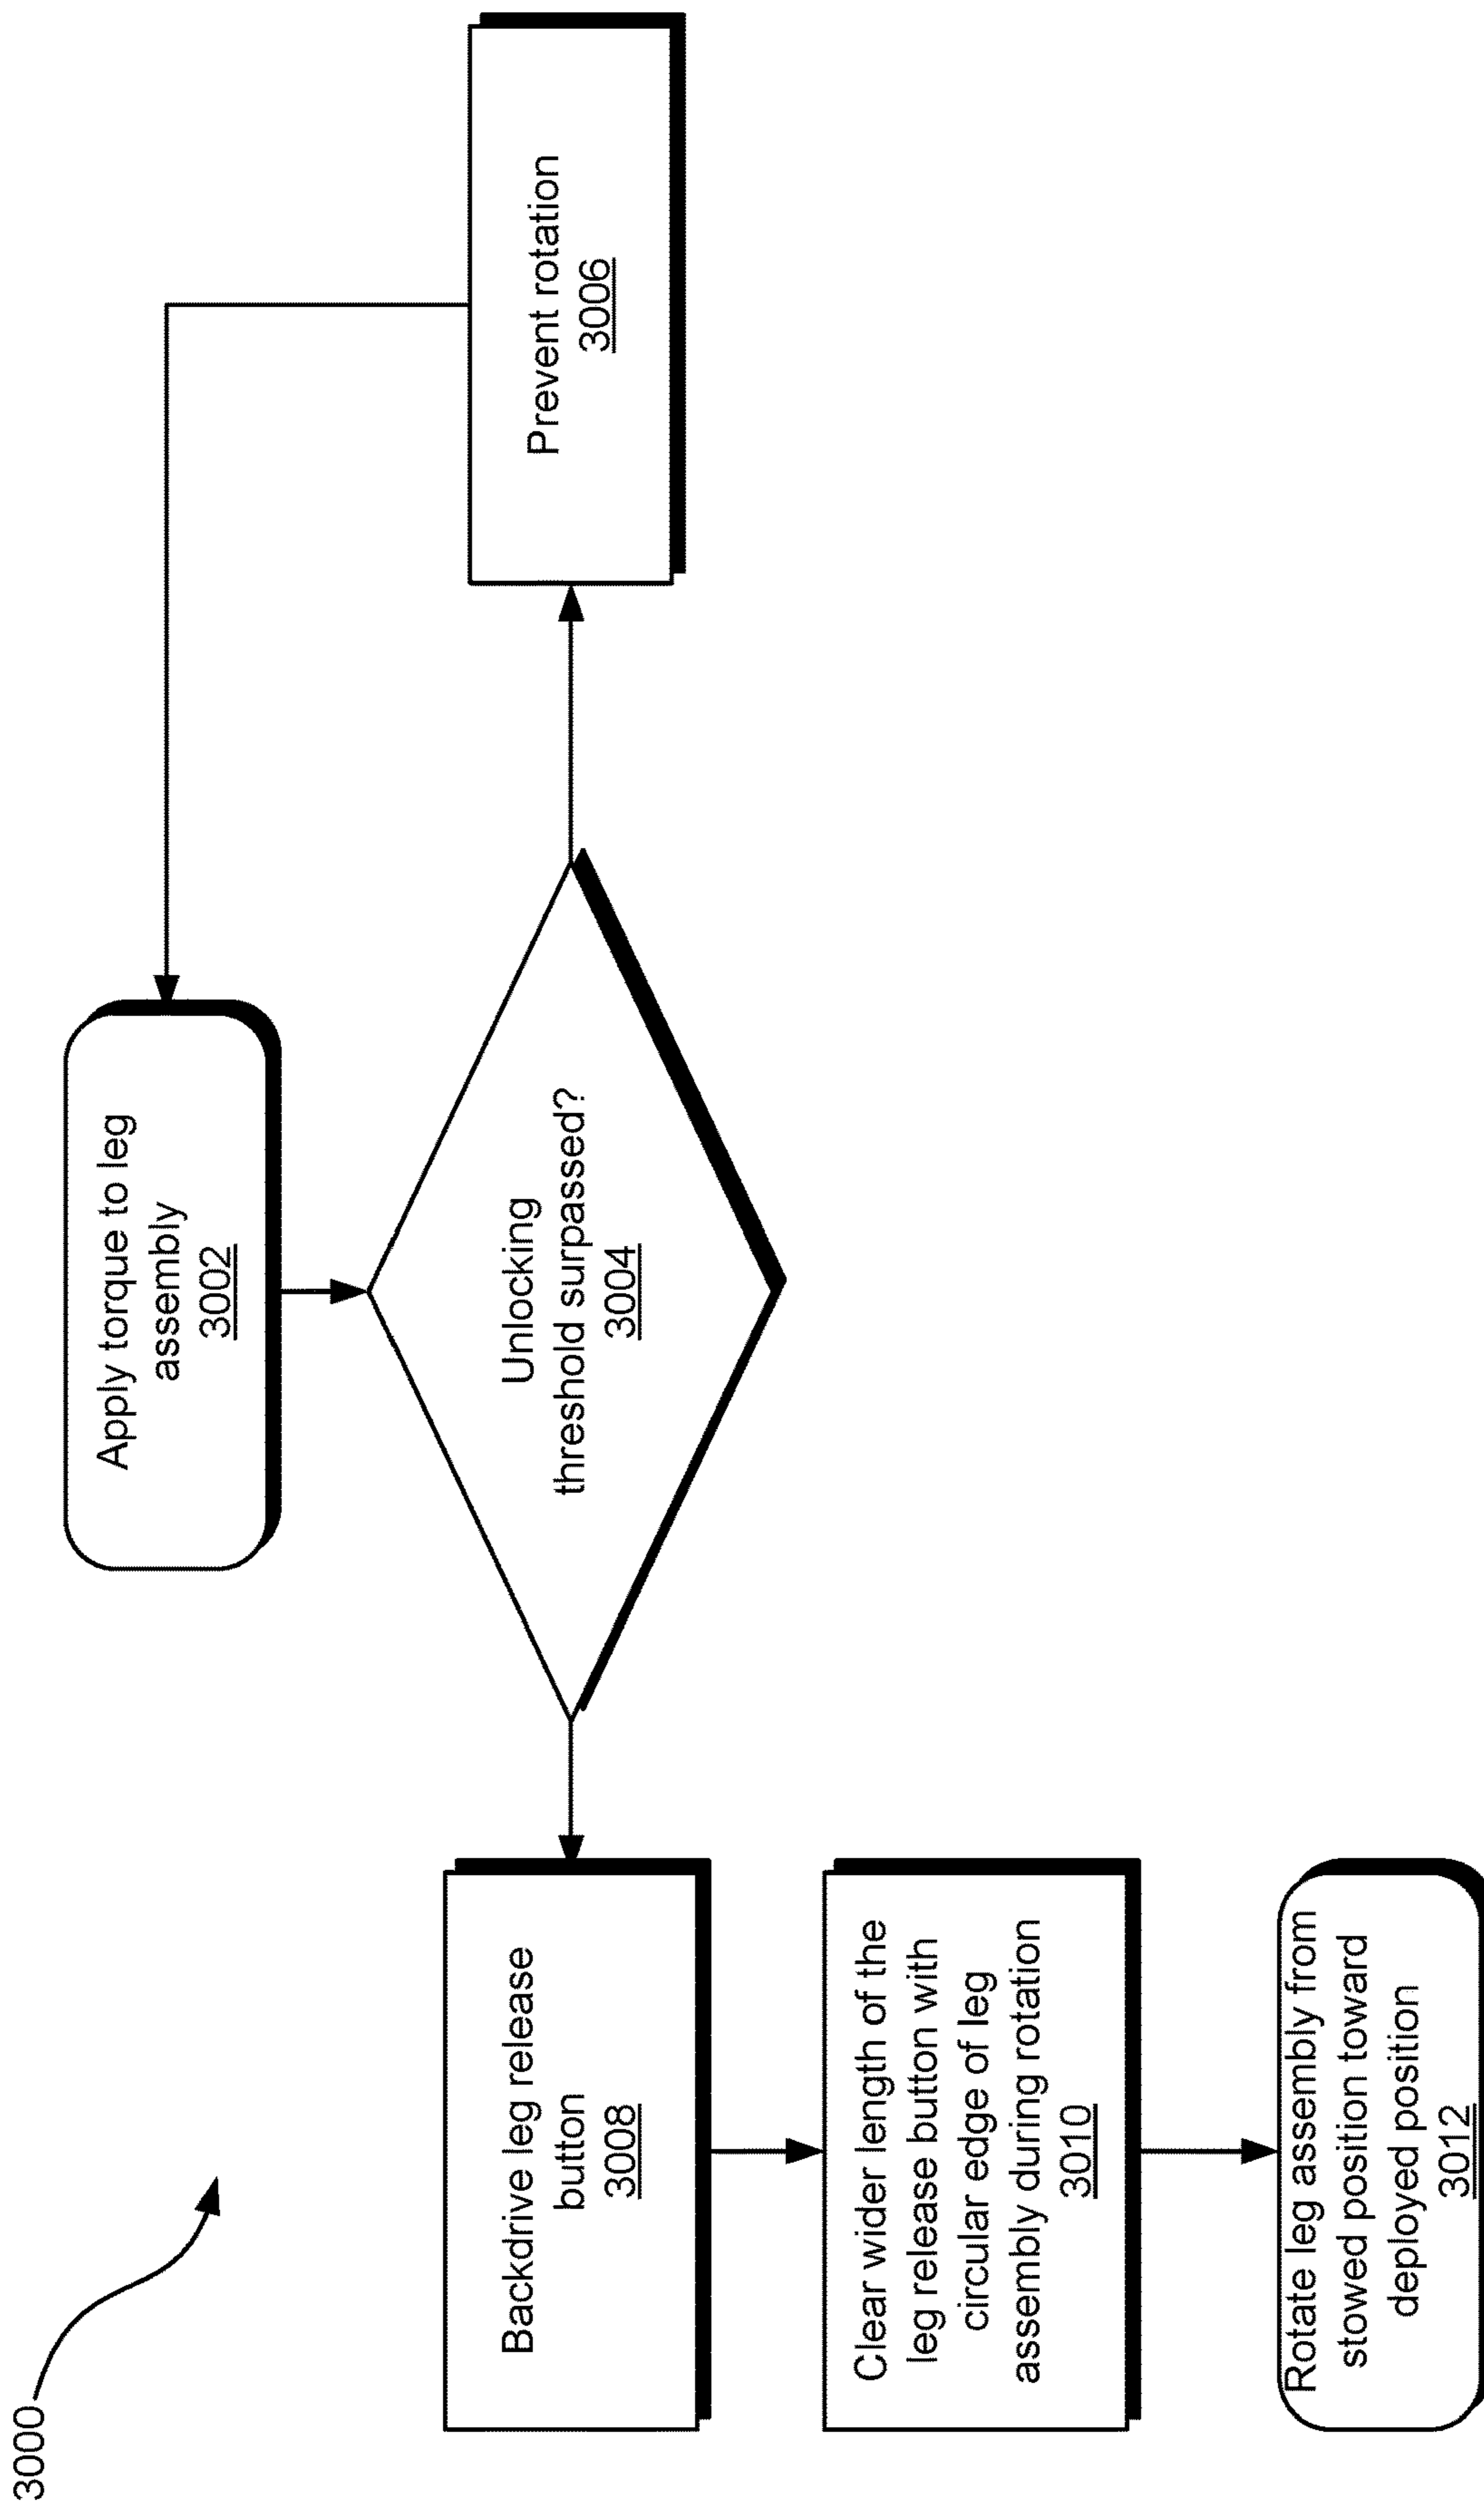 3000
Apply torque to leg
assembly
3002
Unlocking
threshold surpassed?
3004
Prevent rotation
3006
Backdrive leg release
button
3008
Clear wider length of the
leg release button with
circular edge of leg
assembly during rotation
3010
Rotate leg assembly from
stowed position toward
deployed position
3012